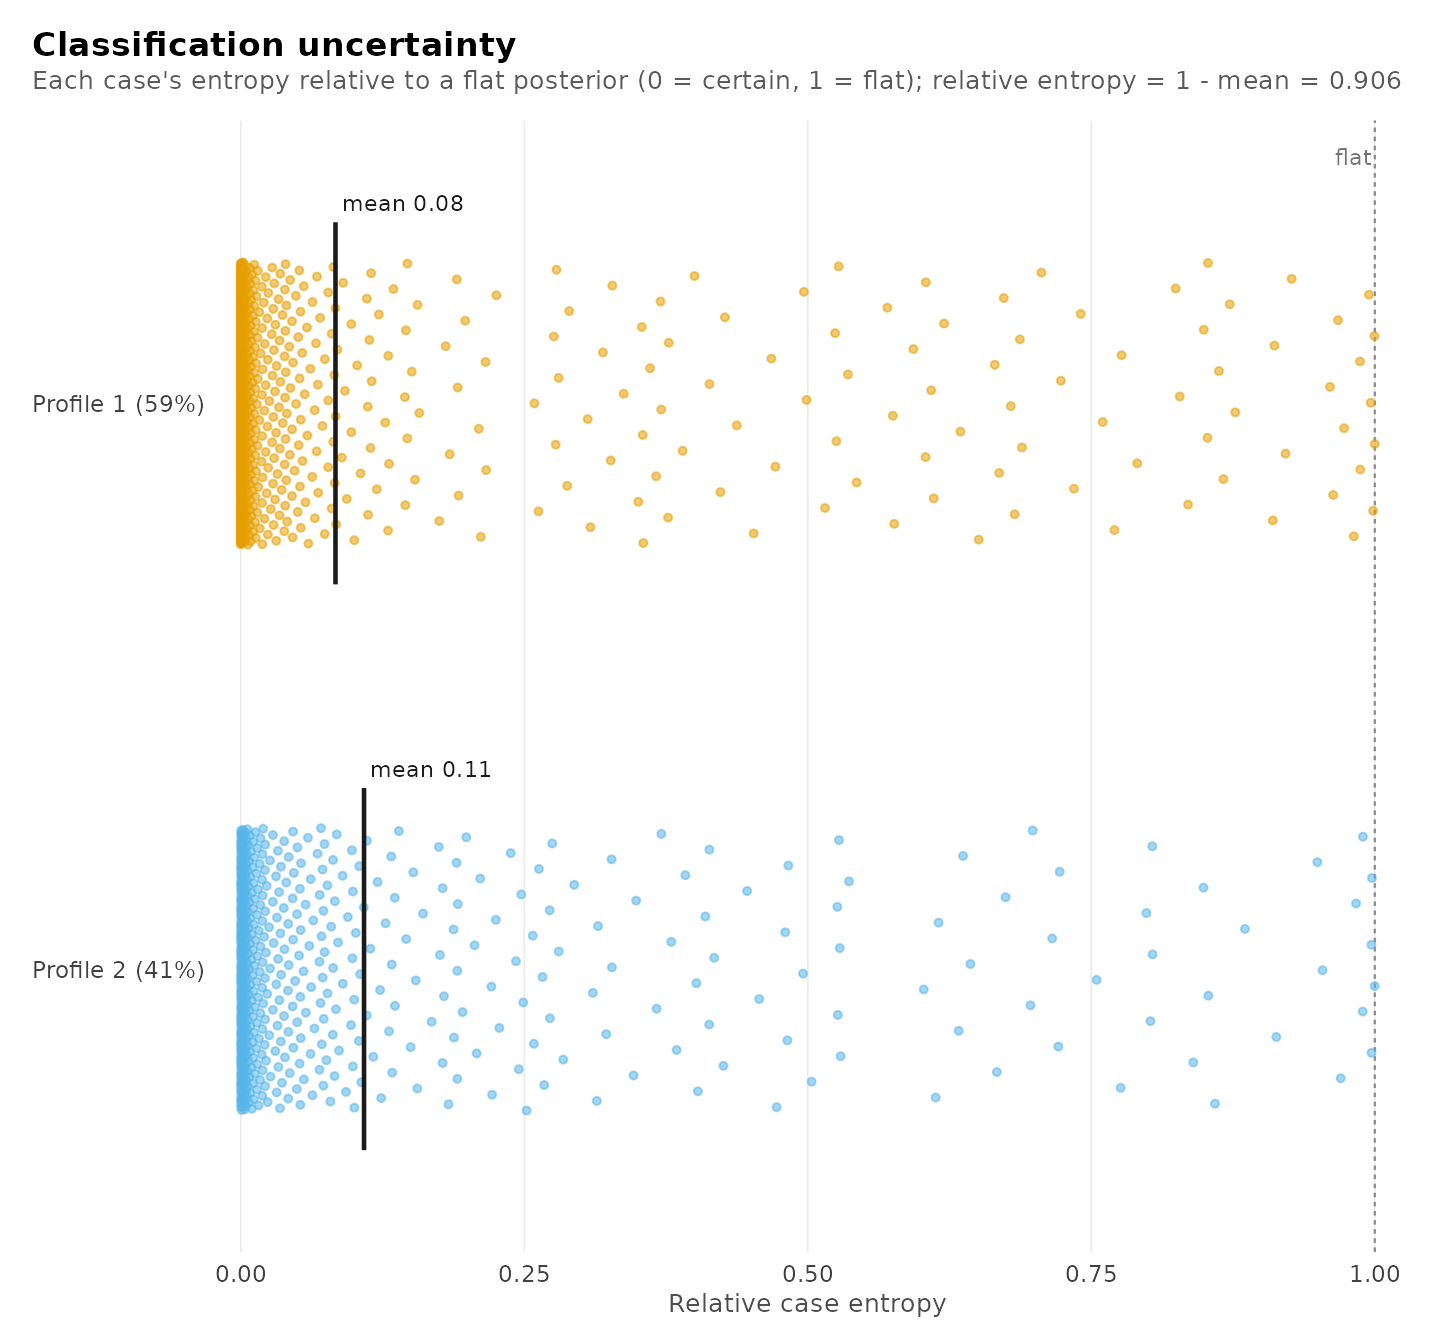 Classification uncertainty
Each case's entropy relative to a flat posterior (0 = certain, 1 = flat); relative entropy = 1 - mean = 0.906
flat
mean 0.08
Profile 1 (59%)
mean 0.11
Profile 2 (41%)
0.00 0.25 0.50 0.75 1.00
Relative case entropy